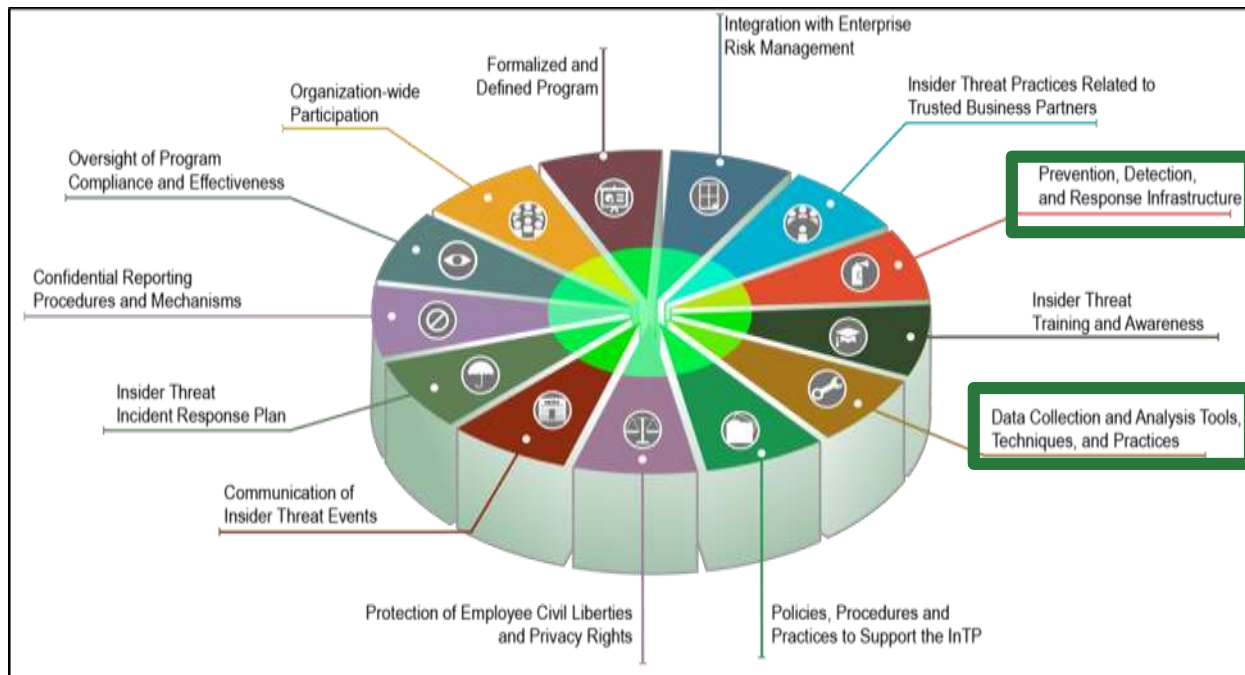 Integration with Enterprise
Risk Management
Formalized and
Defined Program
Insider Threat Practices Related to
Trusted Business Partners
Organization-wide
Participation
Oversight of Program
Compliance and Effectiveness
Prevention, Detection,
and Response Infrastructure
Confidential Reporting
Procedures and Mechanisms
Insider Threat
Training and Awareness
Insider Threat
Incident Response Plan
Data Collection and Analysis Tools,
Techniques, and Practices
Communication of
Insider Threat Events
Protection of Employee Civil Liberties
and Privacy Rights
Policies, Procedures and
Practices to Support the InTP